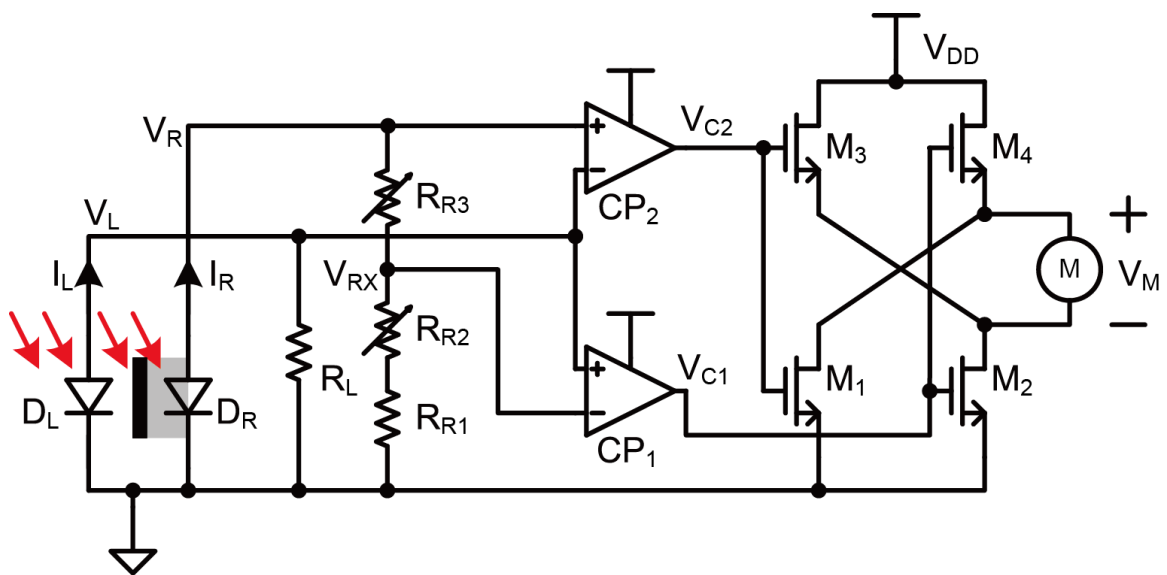 V_DD
V_R
V_C2
+
−
M_3
M_4
R_R3
CP_2
V_L
+
I_L
I_R
V_RX
M
V_M
R_R2
−
R_L
V_C1
+
−
M_1
M_2
D_L
D_R
R_R1
CP_1